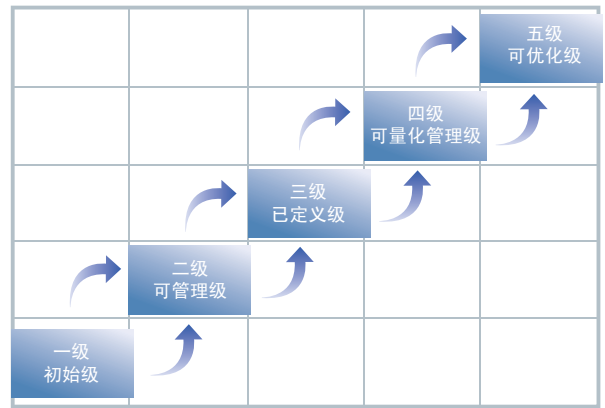 五级
可优化级
四级
可量化管理级
三级
已定义级
二级
可管理级
一级
初始级